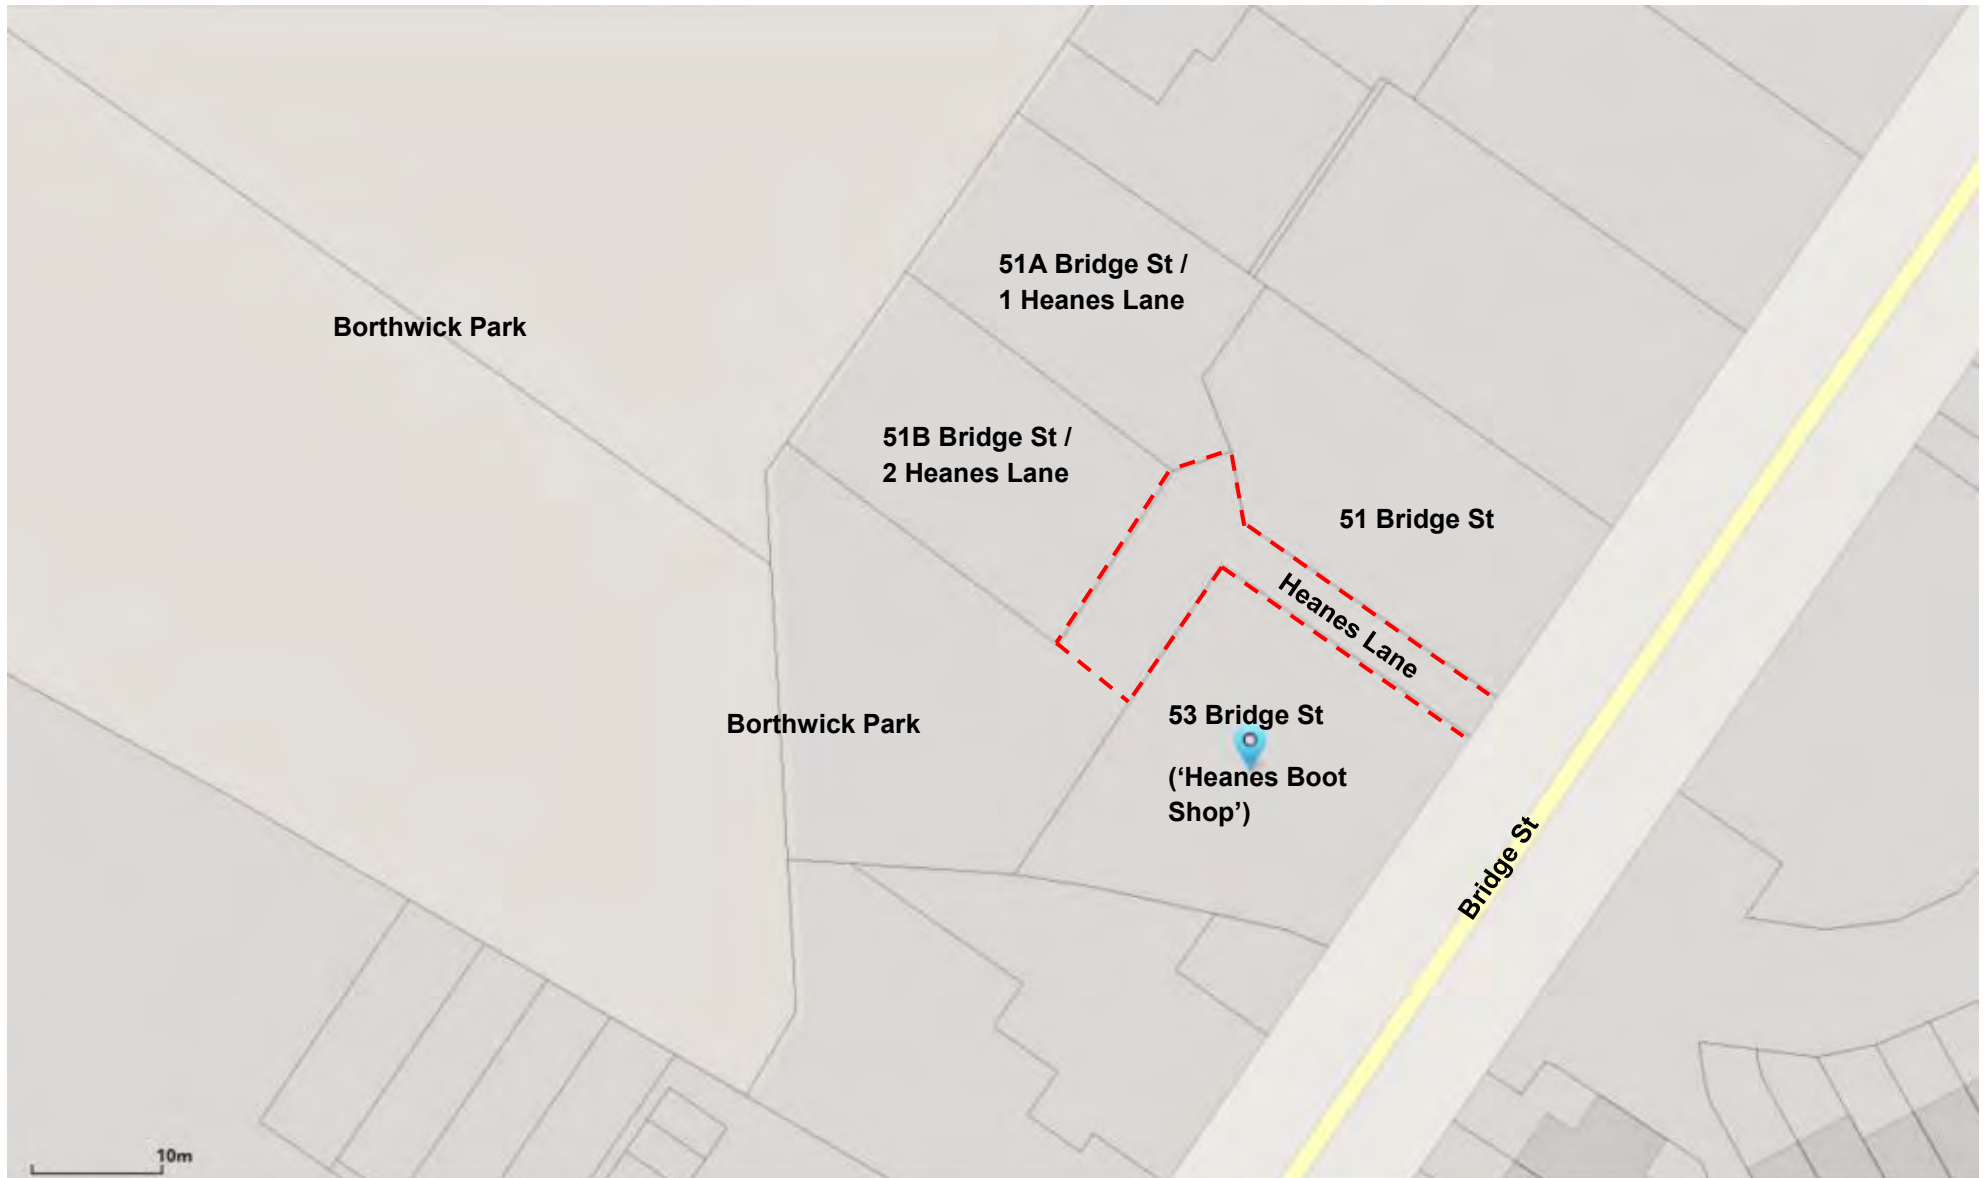 51A Bridge St /
1 Heanes Lane
Borthwick Park
51B Bridge St /
2 Heanes Lane
51 Bridge St
Heanes Lane
53 Bridge St
(‘Heanes Boot
Shop’)
Borthwick Park
Bridge St
10m